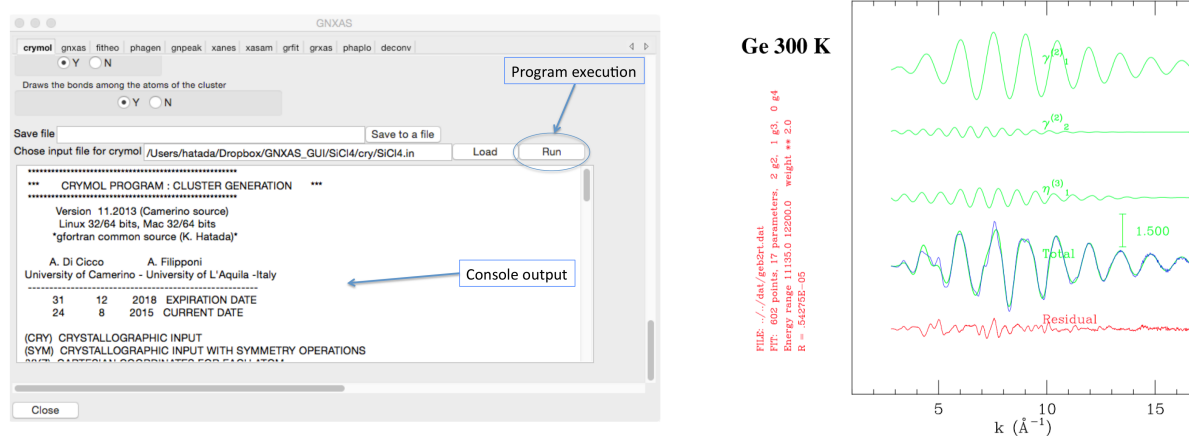 GNXAS
crymol gnxas fitheo phagen gnpeak xanes xasam grfit grxas phaplo deconv
Y N
Draws the bonds among the atoms of the cluster
Y N
Program execution
Save file Save to a file
Chose input file for crymol /Users/hatada/Dropbox/GNXAS_GUI/SiCl4/cry/SiCl4.in Load Run
******************************************************
*** CRYMOL PROGRAM : CLUSTER GENERATION ***
******************************************************
Version 11.2013 (Camerino source)
Linux 32/64 bits, Mac 32/64 bits
*gfortran common source (K. Hatada)*
A. Di Cicco A. Filipponi
University of Camerino - University of L'Aquila -Italy
------------------------------------------------------
31 12 2018 EXPIRATION DATE
24 8 2015 CURRENT DATE
Console output
(CRY) CRYSTALLOGRAPHIC INPUT
(SYM) CRYSTALLOGRAPHIC INPUT WITH SYMMETRY OPERATIONS
Close
Ge 300 K
FILE: ../../dat/geb2rt.dat
FIT: 602 points, 17 parameters, 2 g2, 1 g3, 0 g4
Energy range 11135.0 12200.0 weight ** 2.0
R = .54275E-05
γ(2)1
γ(2)2
η(3)1
1.500
Total
Residual
5 10 15
k (Å−1)